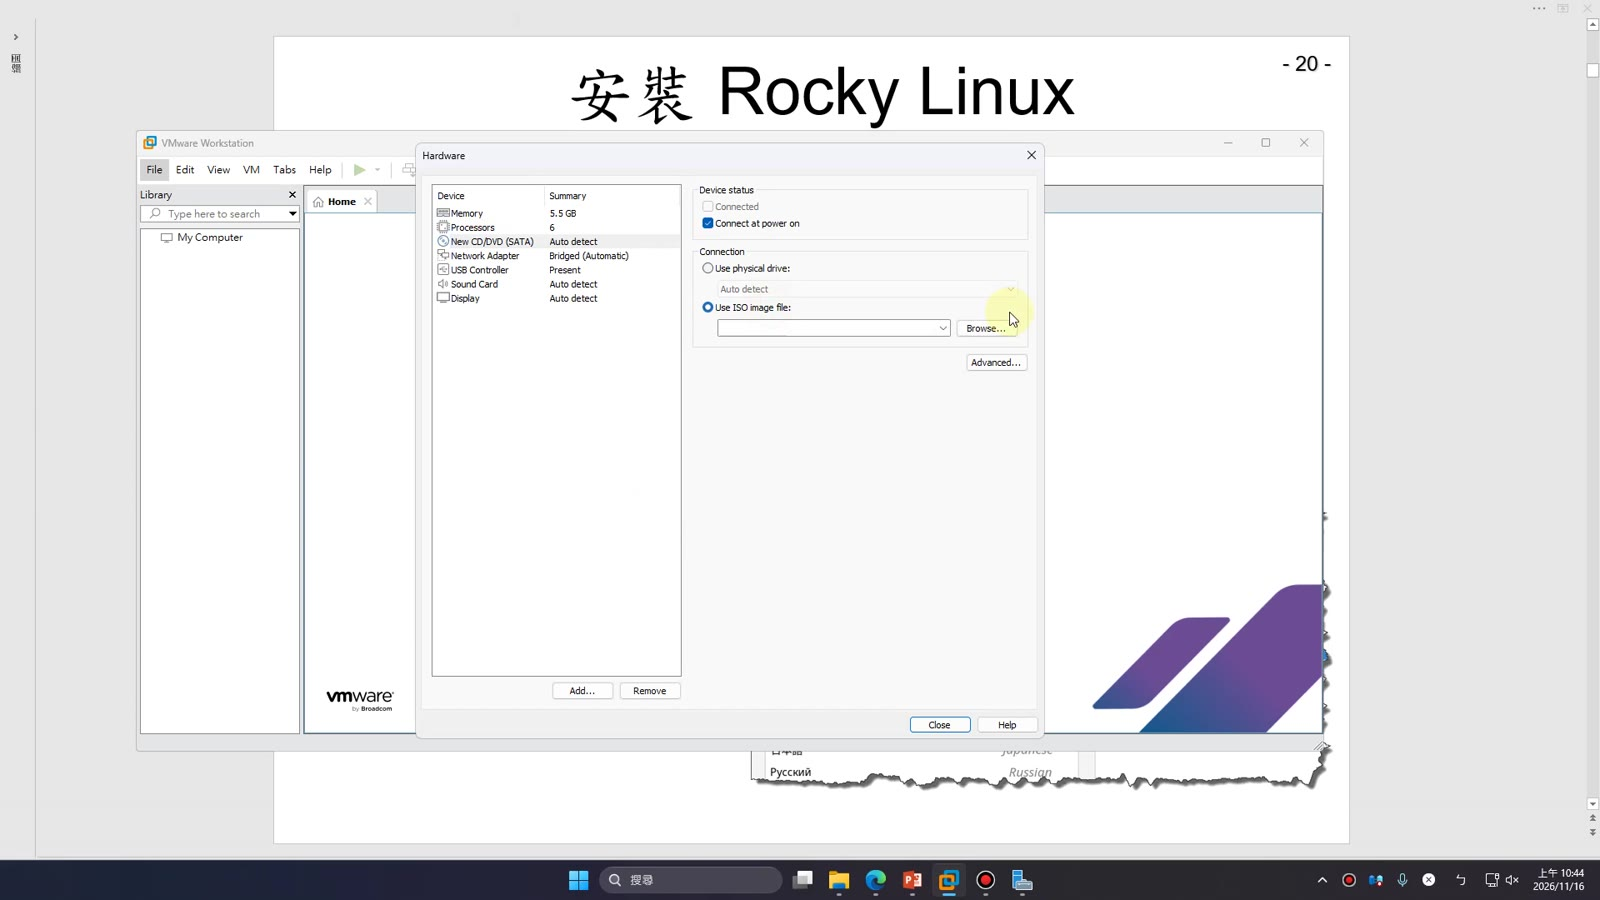 - 20 -
安裝 Rocky Linux
VMware Workstation
File Edit View VM Tabs Help
Library
Type here to search
My Computer
Home
vmware
by Broadcom
Hardware
Device Summary
Memory 5.5 GB
Processors 6
New CD/DVD (SATA) Auto detect
Network Adapter Bridged (Automatic)
USB Controller Present
Sound Card Auto detect
Display Auto detect
Add... Remove
Device status
Connected
Connect at power on
Connection
Use physical drive:
Auto detect
Use ISO image file:
Browse...
Advanced...
Close Help
日本語 Japanese
Русский Russian
搜尋
上午 10:44
2026/11/16